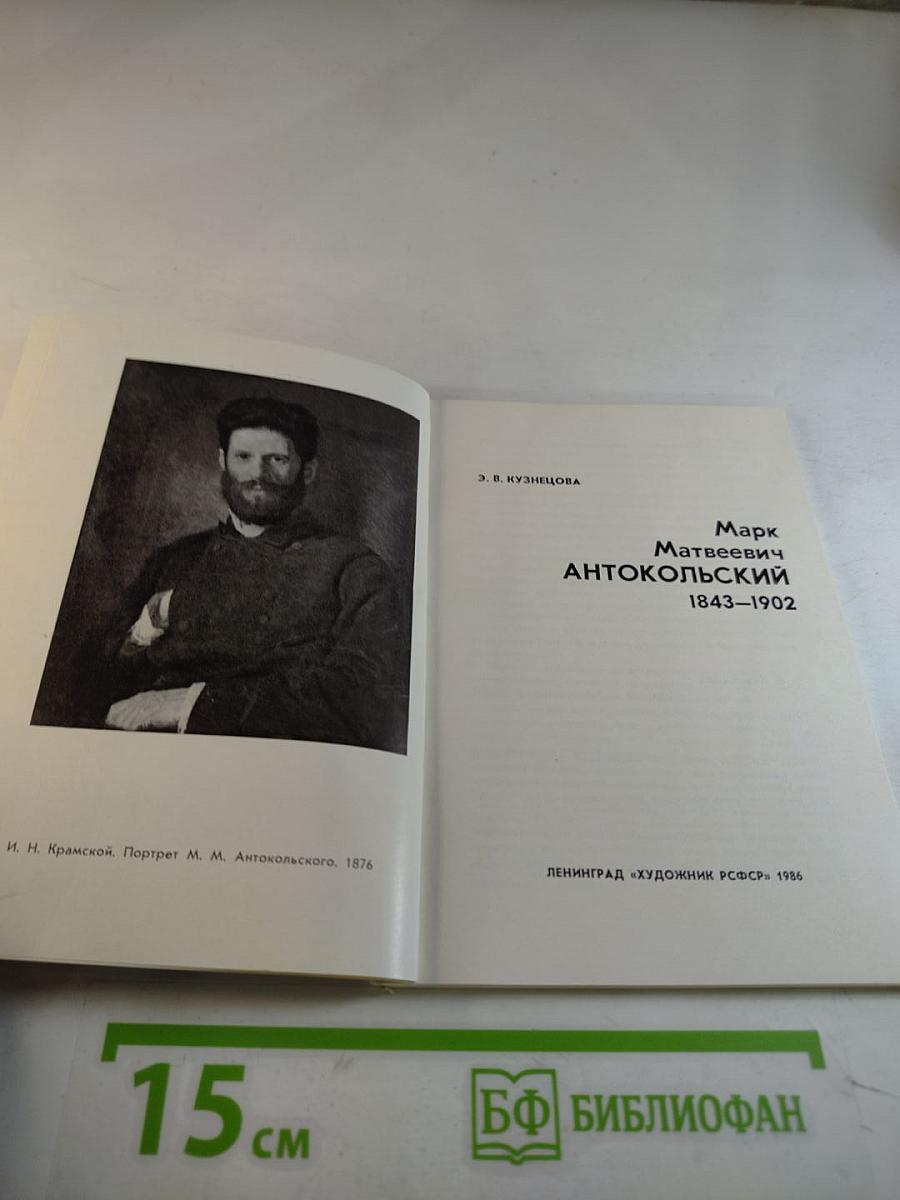 И. Н. Крамской. Портрет М. М. Антокольского. 1876
Э. В. КУЗНЕЦОВА
Марк
Матвеевич
АНТОКОЛЬСКИЙ
1843—1902
ЛЕНИНГРАД «ХУДОЖНИК РСФСР» 1986
15 см
БФ БИБЛИОФАН